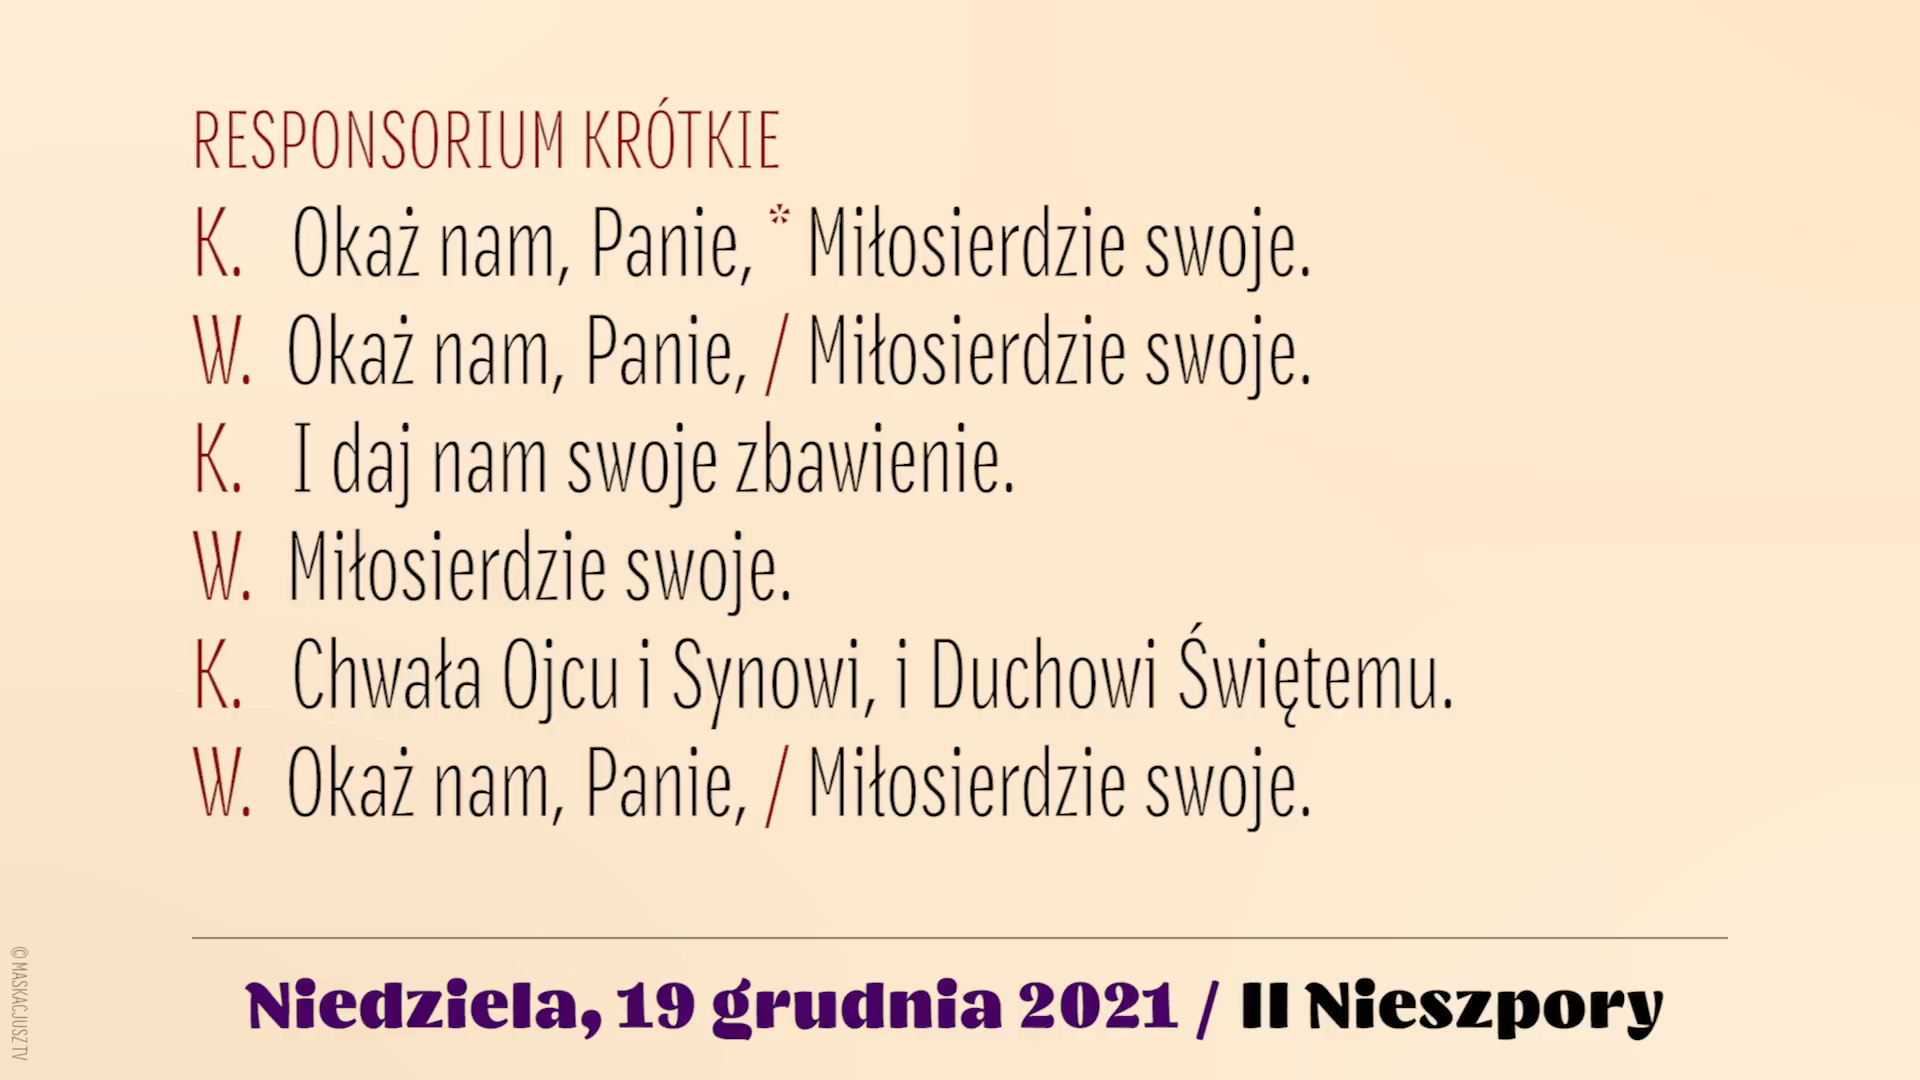 RESPONSORIUM KRÓTKIE
K. Okaż nam, Panie, * Miłosierdzie swoje.
W. Okaż nam, Panie, / Miłosierdzie swoje.
K. I daj nam swoje zbawienie.
W. Miłosierdzie swoje.
K. Chwała Ojcu i Synowi, i Duchowi Świętemu.
W. Okaż nam, Panie, / Miłosierdzie swoje.
Niedziela, 19 grudnia 2021 / II Nieszpory
© MASKACJUSZ TV